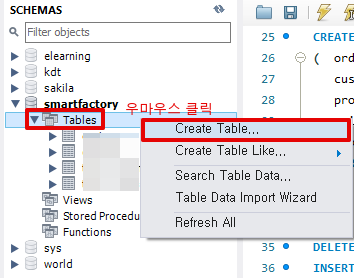 SCHEMAS
Filter objects
elearning
kdt
sakila
smartfactory
우마우스 클릭
Tables
Create Table...
Create Table Like...
Search Table Data...
Table Data Import Wizard
Refresh All
Views
Stored Procedu
Functions
sys
world
25 CREATE
26 ( ord
27 cus
28 pro
35 DELETE
36 INSERT